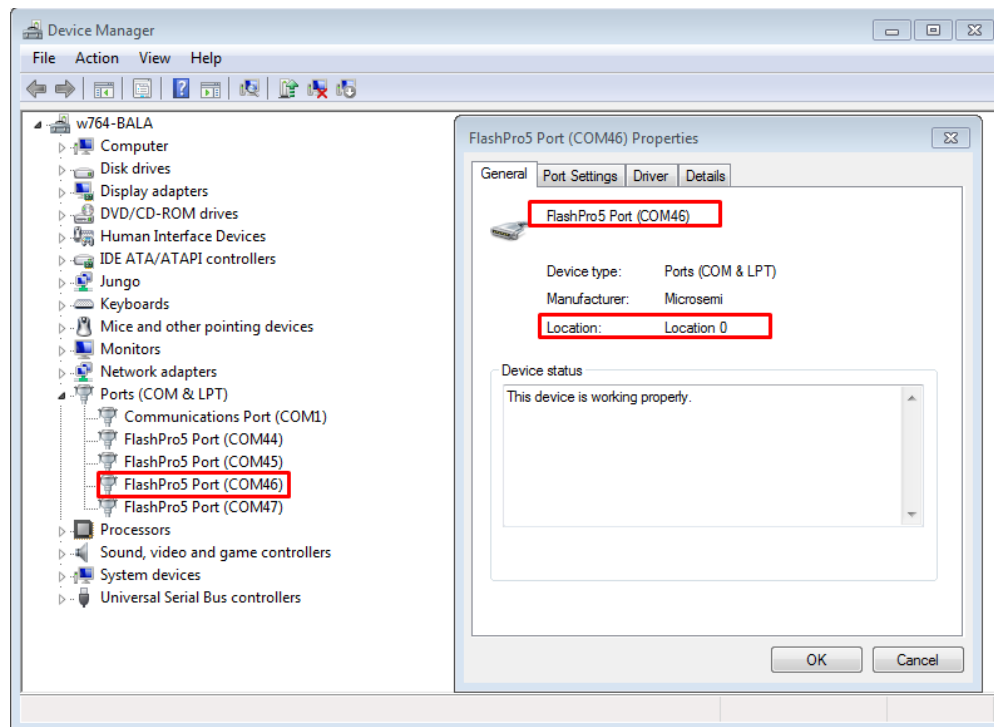 Device Manager
File Action View Help
w764-BALA
Computer
Disk drives
Display adapters
DVD/CD-ROM drives
Human Interface Devices
IDE ATA/ATAPI controllers
Jungo
Keyboards
Mice and other pointing devices
Monitors
Network adapters
Ports (COM & LPT)
Communications Port (COM1)
FlashPro5 Port (COM44)
FlashPro5 Port (COM45)
FlashPro5 Port (COM46)
FlashPro5 Port (COM47)
Processors
Sound, video and game controllers
System devices
Universal Serial Bus controllers
FlashPro5 Port (COM46) Properties
General Port Settings Driver Details
FlashPro5 Port (COM46)
Device type: Ports (COM & LPT)
Manufacturer: Microsemi
Location: Location 0
Device status
This device is working properly.
OK Cancel